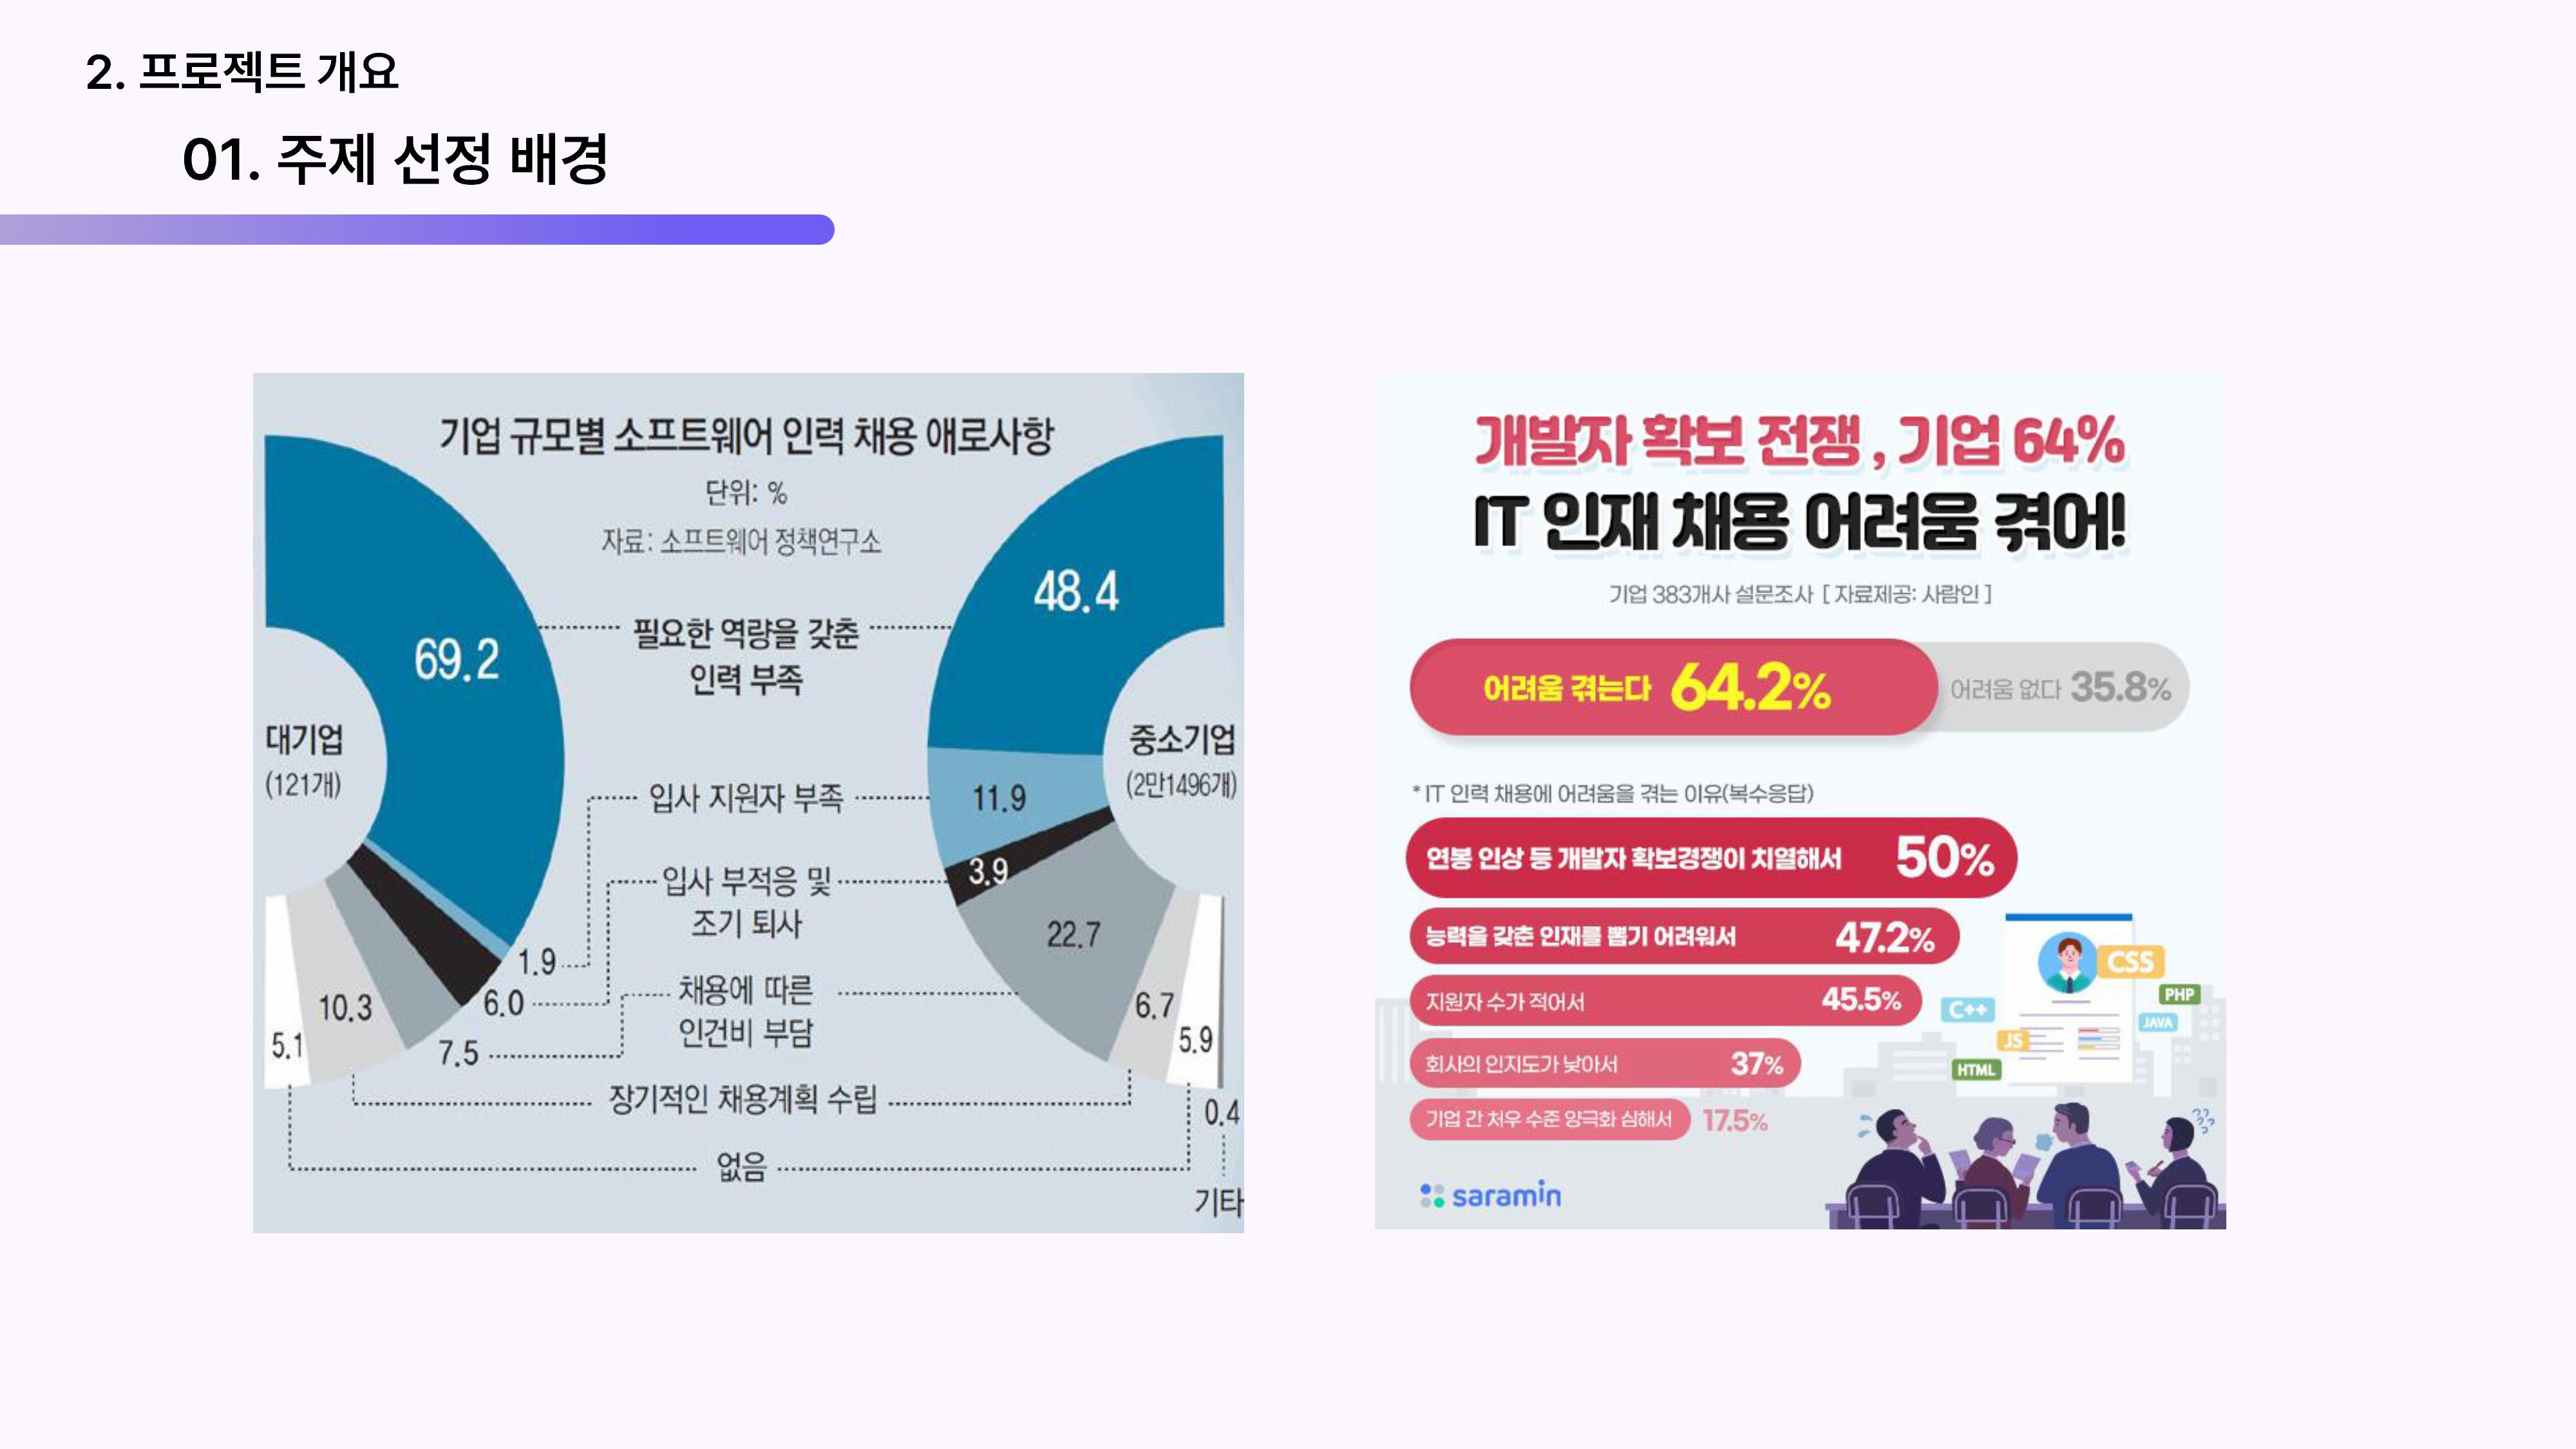 2. 프로젝트 개요
01. 주제 선정 배경
기업 규모별 소프트웨어 인력 채용 애로사항
단위: %
자료: 소프트웨어 정책연구소
48.4
69.2
필요한 역량을 갖춘
인력 부족
대기업
(121개)
중소기업
(2만1496개)
입사 지원자 부족
11.9
3.9
입사 부적응 및
조기 퇴사
22.7
1.9
6.0
채용에 따른
인건비 부담
10.3
5.1
7.5
6.7
5.9
장기적인 채용계획 수립
0.4
없음
기타
개발자 확보 전쟁, 기업 64%
IT 인재 채용 어려움 겪어!
기업 383개사 설문조사 [ 자료제공: 사람인 ]
어려움 겪는다 64.2%
어려움 없다 35.8%
* IT 인력 채용에 어려움을 겪는 이유(복수응답)
연봉 인상 등 개발자 확보경쟁이 치열해서 50%
능력을 갖춘 인재를 뽑기 어려워서 47.2%
지원자 수가 적어서 45.5%
회사의 인지도가 낮아서 37%
기업 간 처우 수준 양극화 심해서 17.5%
CSS
PHP
C++
JAVA
JS
HTML
saramin